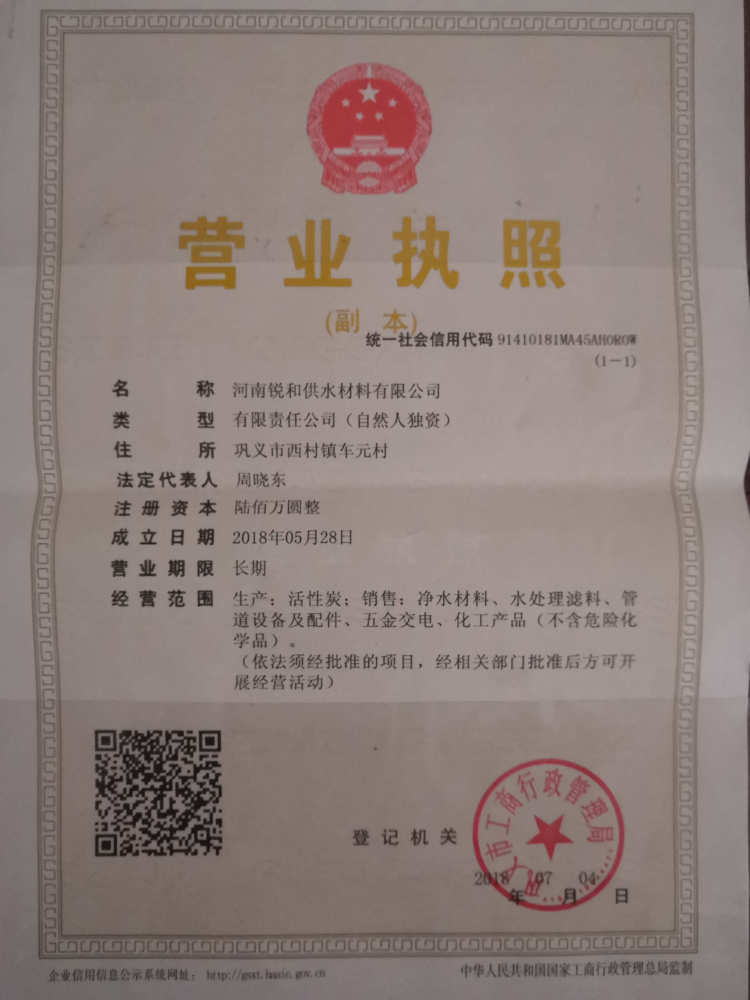 营业执照
(副 本)
统一社会信用代码 91410181MA45AH0R0W
(1-1)
名称 河南锐和供水材料有限公司
类型 有限责任公司（自然人独资）
住所 巩义市西村镇车元村
法定代表人 周晓东
注册资本 陆佰万圆整
成立日期 2018年05月28日
营业期限 长期
经营范围 生产：活性炭；销售：净水材料、水处理滤料、管
道设备及配件、五金交电、化工产品（不含危险化
学品）。
（依法须经批准的项目，经相关部门批准后方可开
展经营活动）
登记机关
巩义市工商行政管理局
2018年07月04日
企业信用信息公示系统网址：
中华人民共和国国家工商行政管理总局监制